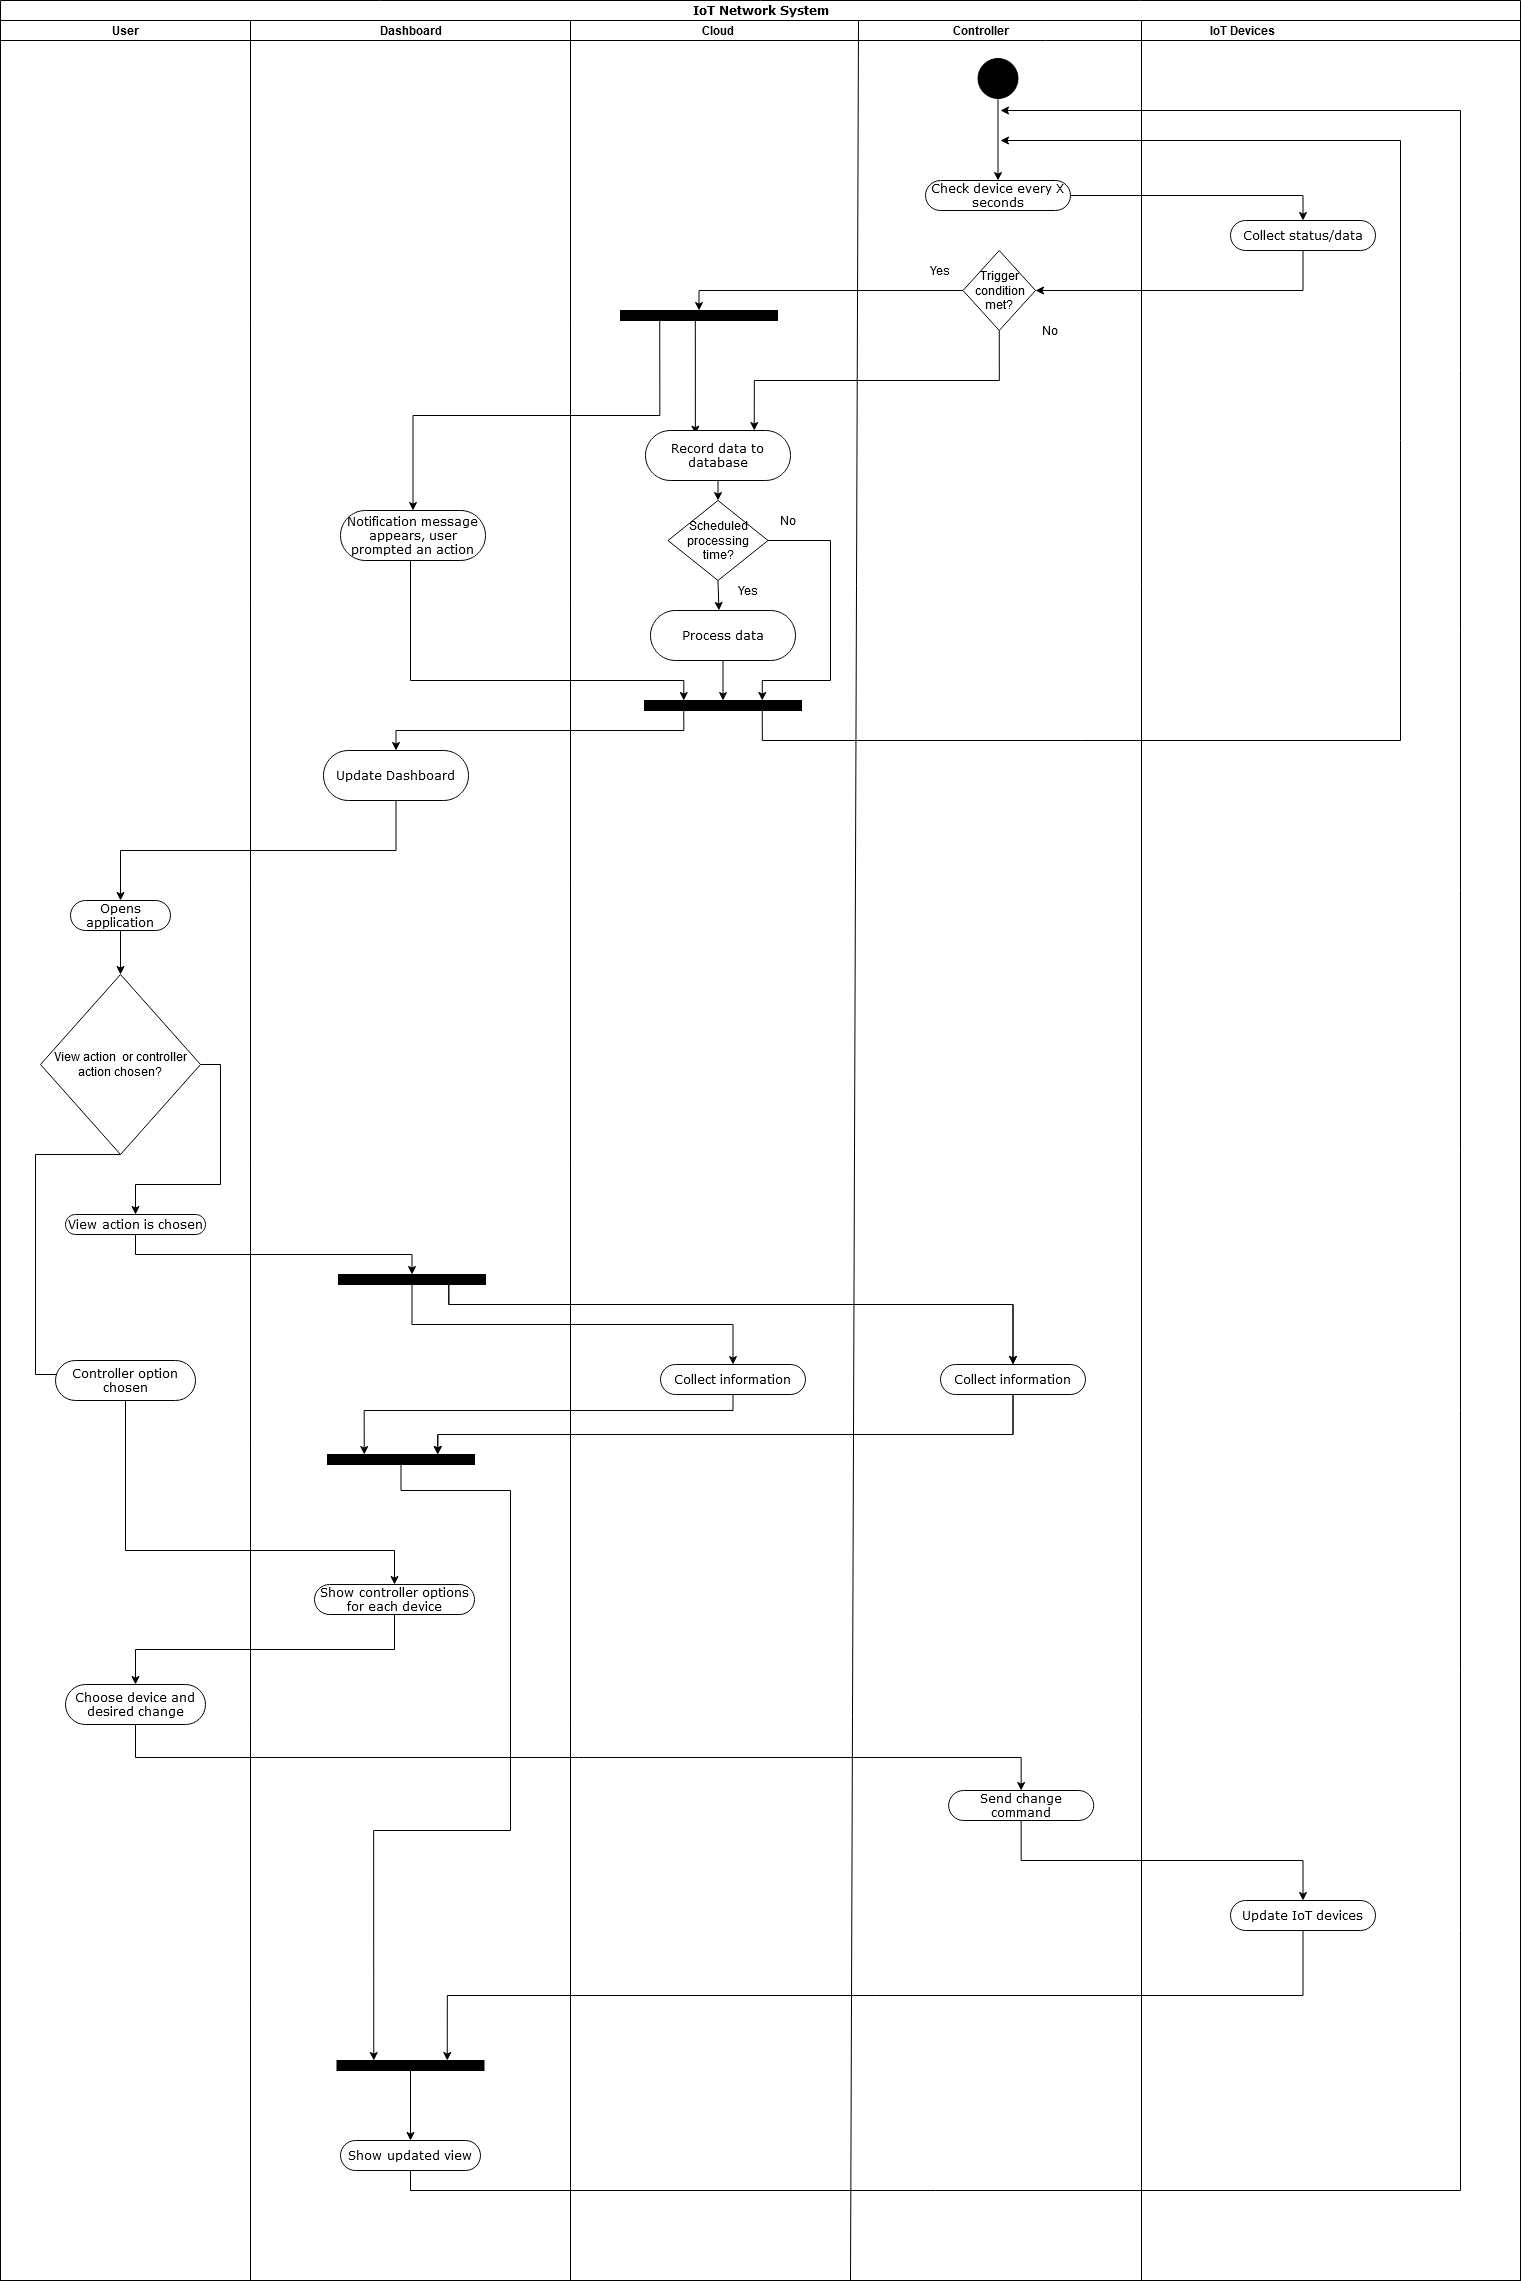 IoT Network System
User
Dashboard
Cloud
Controller
IoT Devices
Check device every X
seconds
Collect status/data
Yes
Trigger
condition
met?
No
Record data to
database
Notification message
appears, user
prompted an action
Scheduled
processing
time?
No
Yes
Process data
Update Dashboard
Opens
application
View action  or controller
action chosen?
View action is chosen
Controller option
chosen
Collect information
Collect information
Show controller options
for each device
Choose device and
desired change
Send change
command
Update IoT devices
Show updated view